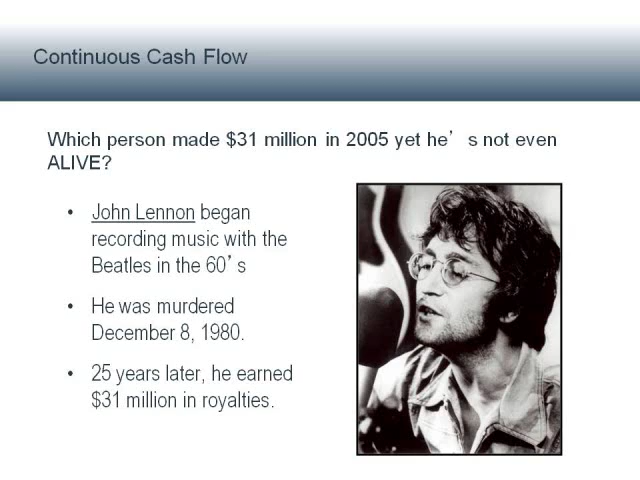 Continuous Cash Flow
Which person made $31 million in 2005 yet he’s not even
ALIVE?
• John Lennon began
recording music with the
Beatles in the 60’s
• He was murdered
December 8, 1980.
• 25 years later, he earned
$31 million in royalties.